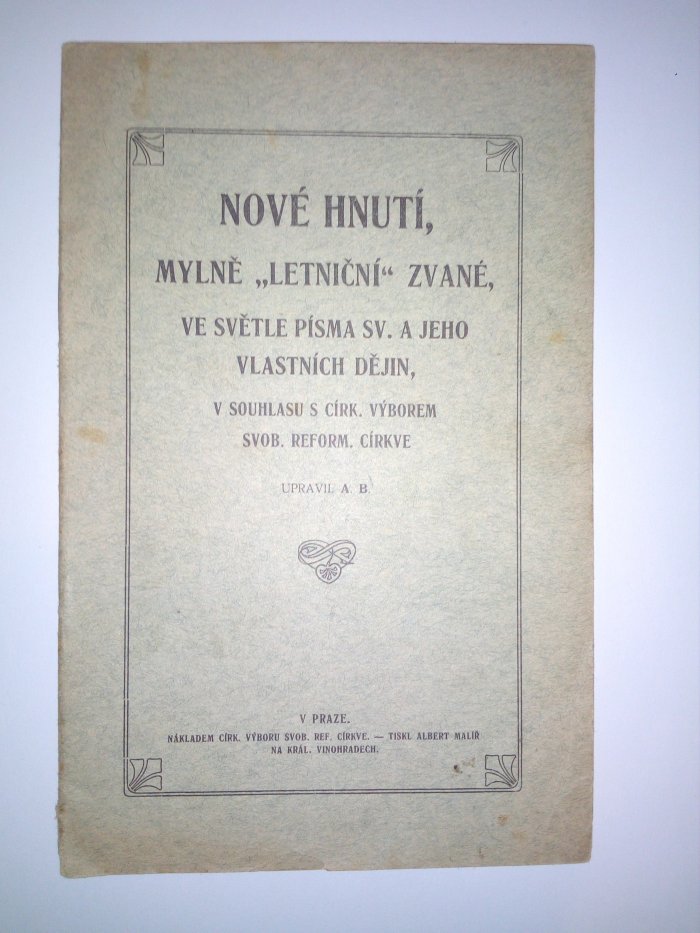 NOVÉ HNUTÍ,
MYLNĚ „LETNIČNÍ“ ZVANÉ,
VE SVĚTLE PÍSMA SV. A JEHO
VLASTNÍCH DĚJIN,
V SOUHLASU S CÍRK. VÝBOREM
SVOB. REFORM. CÍRKVE
UPRAVIL A. B.
V PRAZE.
NÁKLADEM CÍRK. VÝBORU SVOB. REF. CÍRKVE. — TISKL ALBERT MALÍŘ
NA KRÁL. VINOHRADECH.